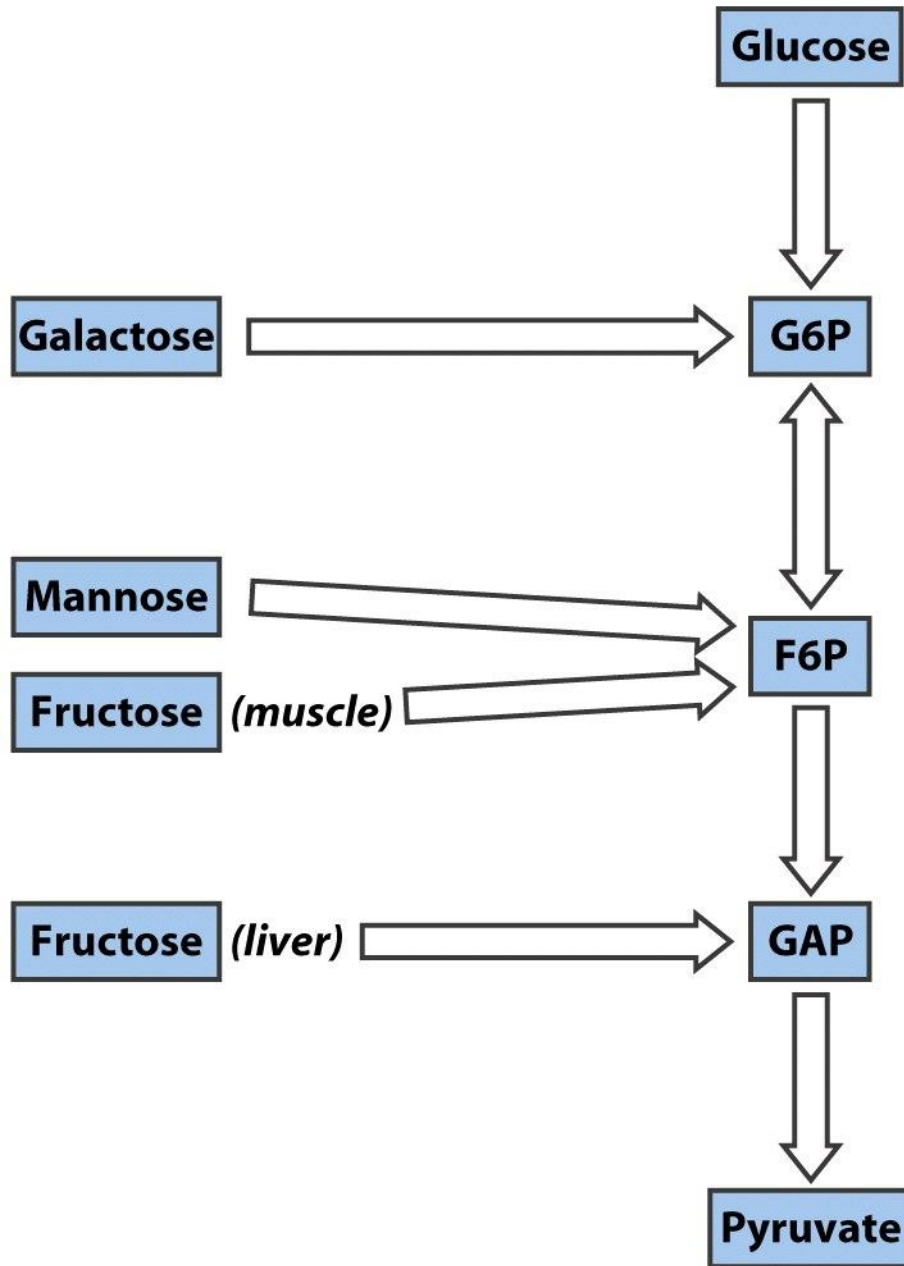 Glucose
Galactose
G6P
Mannose
F6P
Fructose (muscle)
Fructose (liver)
GAP
Pyruvate